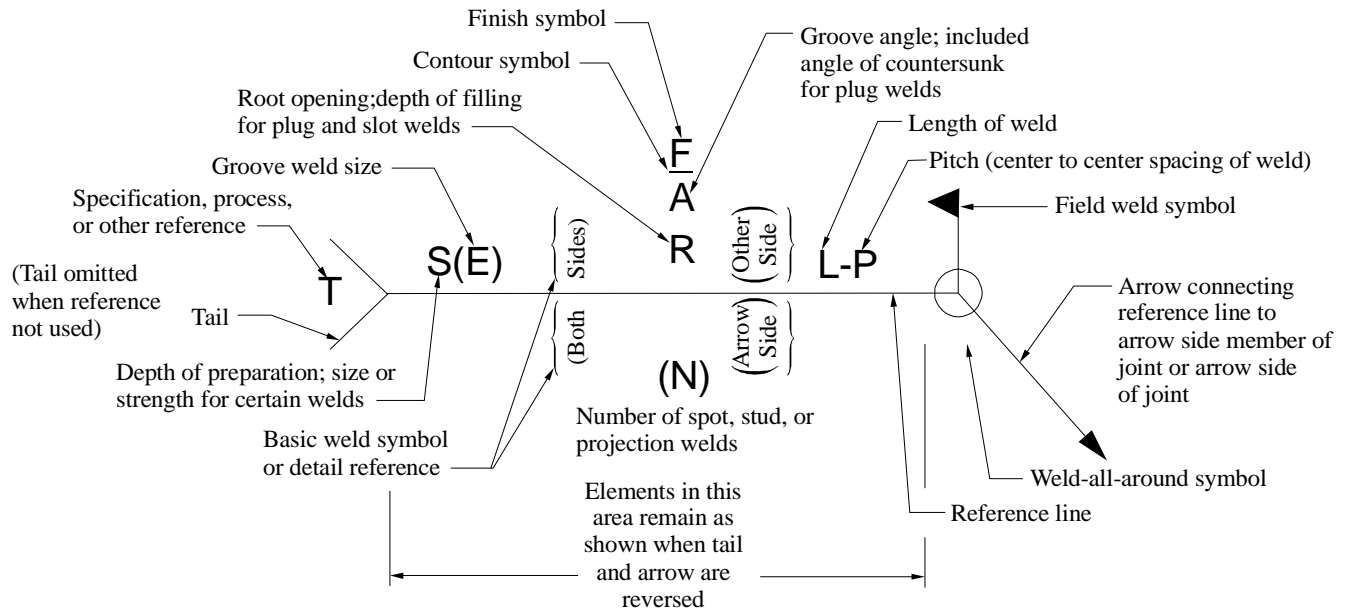 Finish symbol
Contour symbol
Root opening;depth of filling
for plug and slot welds
Groove weld size
Specification, process,
or other reference
(Tail omitted
when reference
not used)
Tail
Depth of preparation; size or
strength for certain welds
Basic weld symbol
or detail reference
Groove angle; included
angle of countersunk
for plug welds
Length of weld
Pitch (center to center spacing of weld)
Field weld symbol
Arrow connecting
reference line to
arrow side member of
joint or arrow side
of joint
Weld-all-around symbol
Reference line
F
A
R
T
S(E)
L-P
(Both
Sides)
(Other
Side)
(Arrow
Side)
(N)
Number of spot, stud, or
projection welds
Elements in this
area remain as
shown when tail
and arrow are
reversed